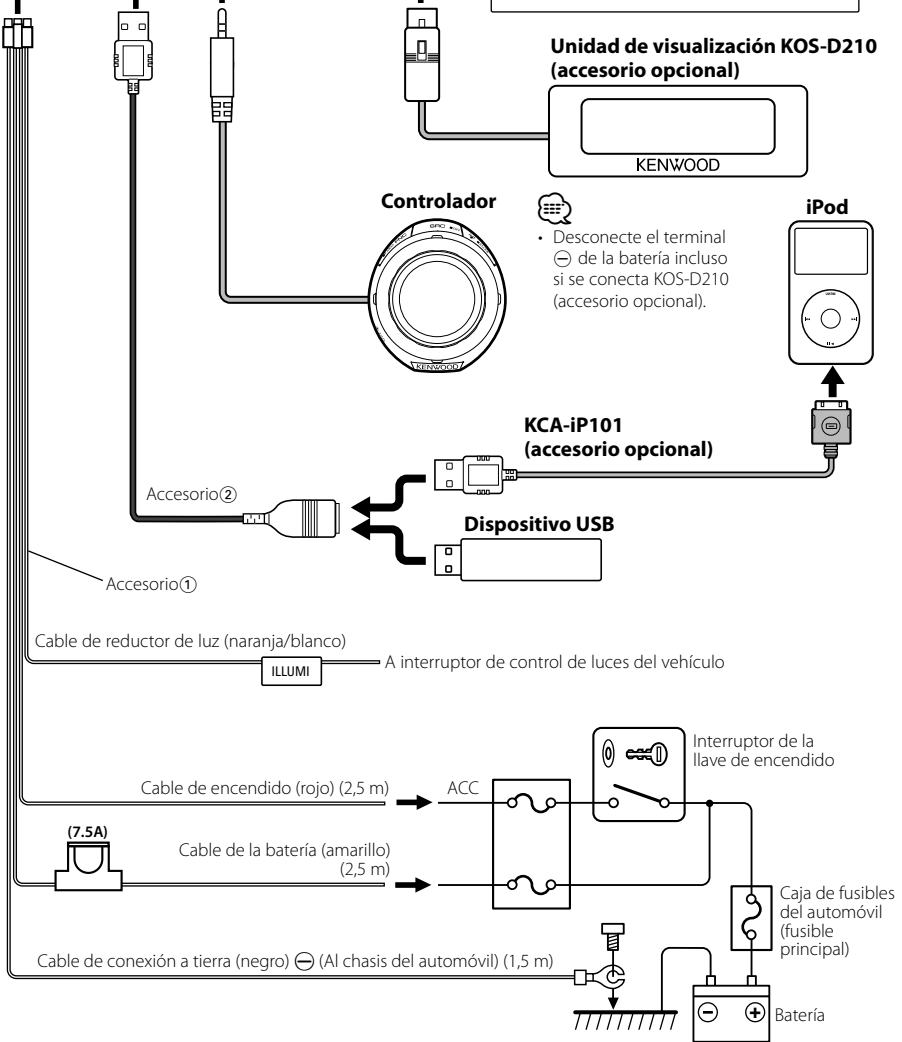 Unidad de visualización KOS-D210
(accesorio opcional)
KENWOOD
Controlador
KENWOOD
• Desconecte el terminal
⊖ de la batería incluso
si se conecta KOS-D210
(accesorio opcional).
iPod
KCA-iP101
(accesorio opcional)
Accesorio②
Dispositivo USB
Accesorio①
Cable de reductor de luz (naranja/blanco)
ILLUMI
A interruptor de control de luces del vehículo
Interruptor de la
llave de encendido
Cable de encendido (rojo) (2,5 m)
ACC
(7.5A)
Cable de la batería (amarillo)
(2,5 m)
Caja de fusibles
del automóvil
(fusible
principal)
Cable de conexión a tierra (negro) ⊖ (Al chasis del automóvil) (1,5 m)
⊖ ⊕ Batería